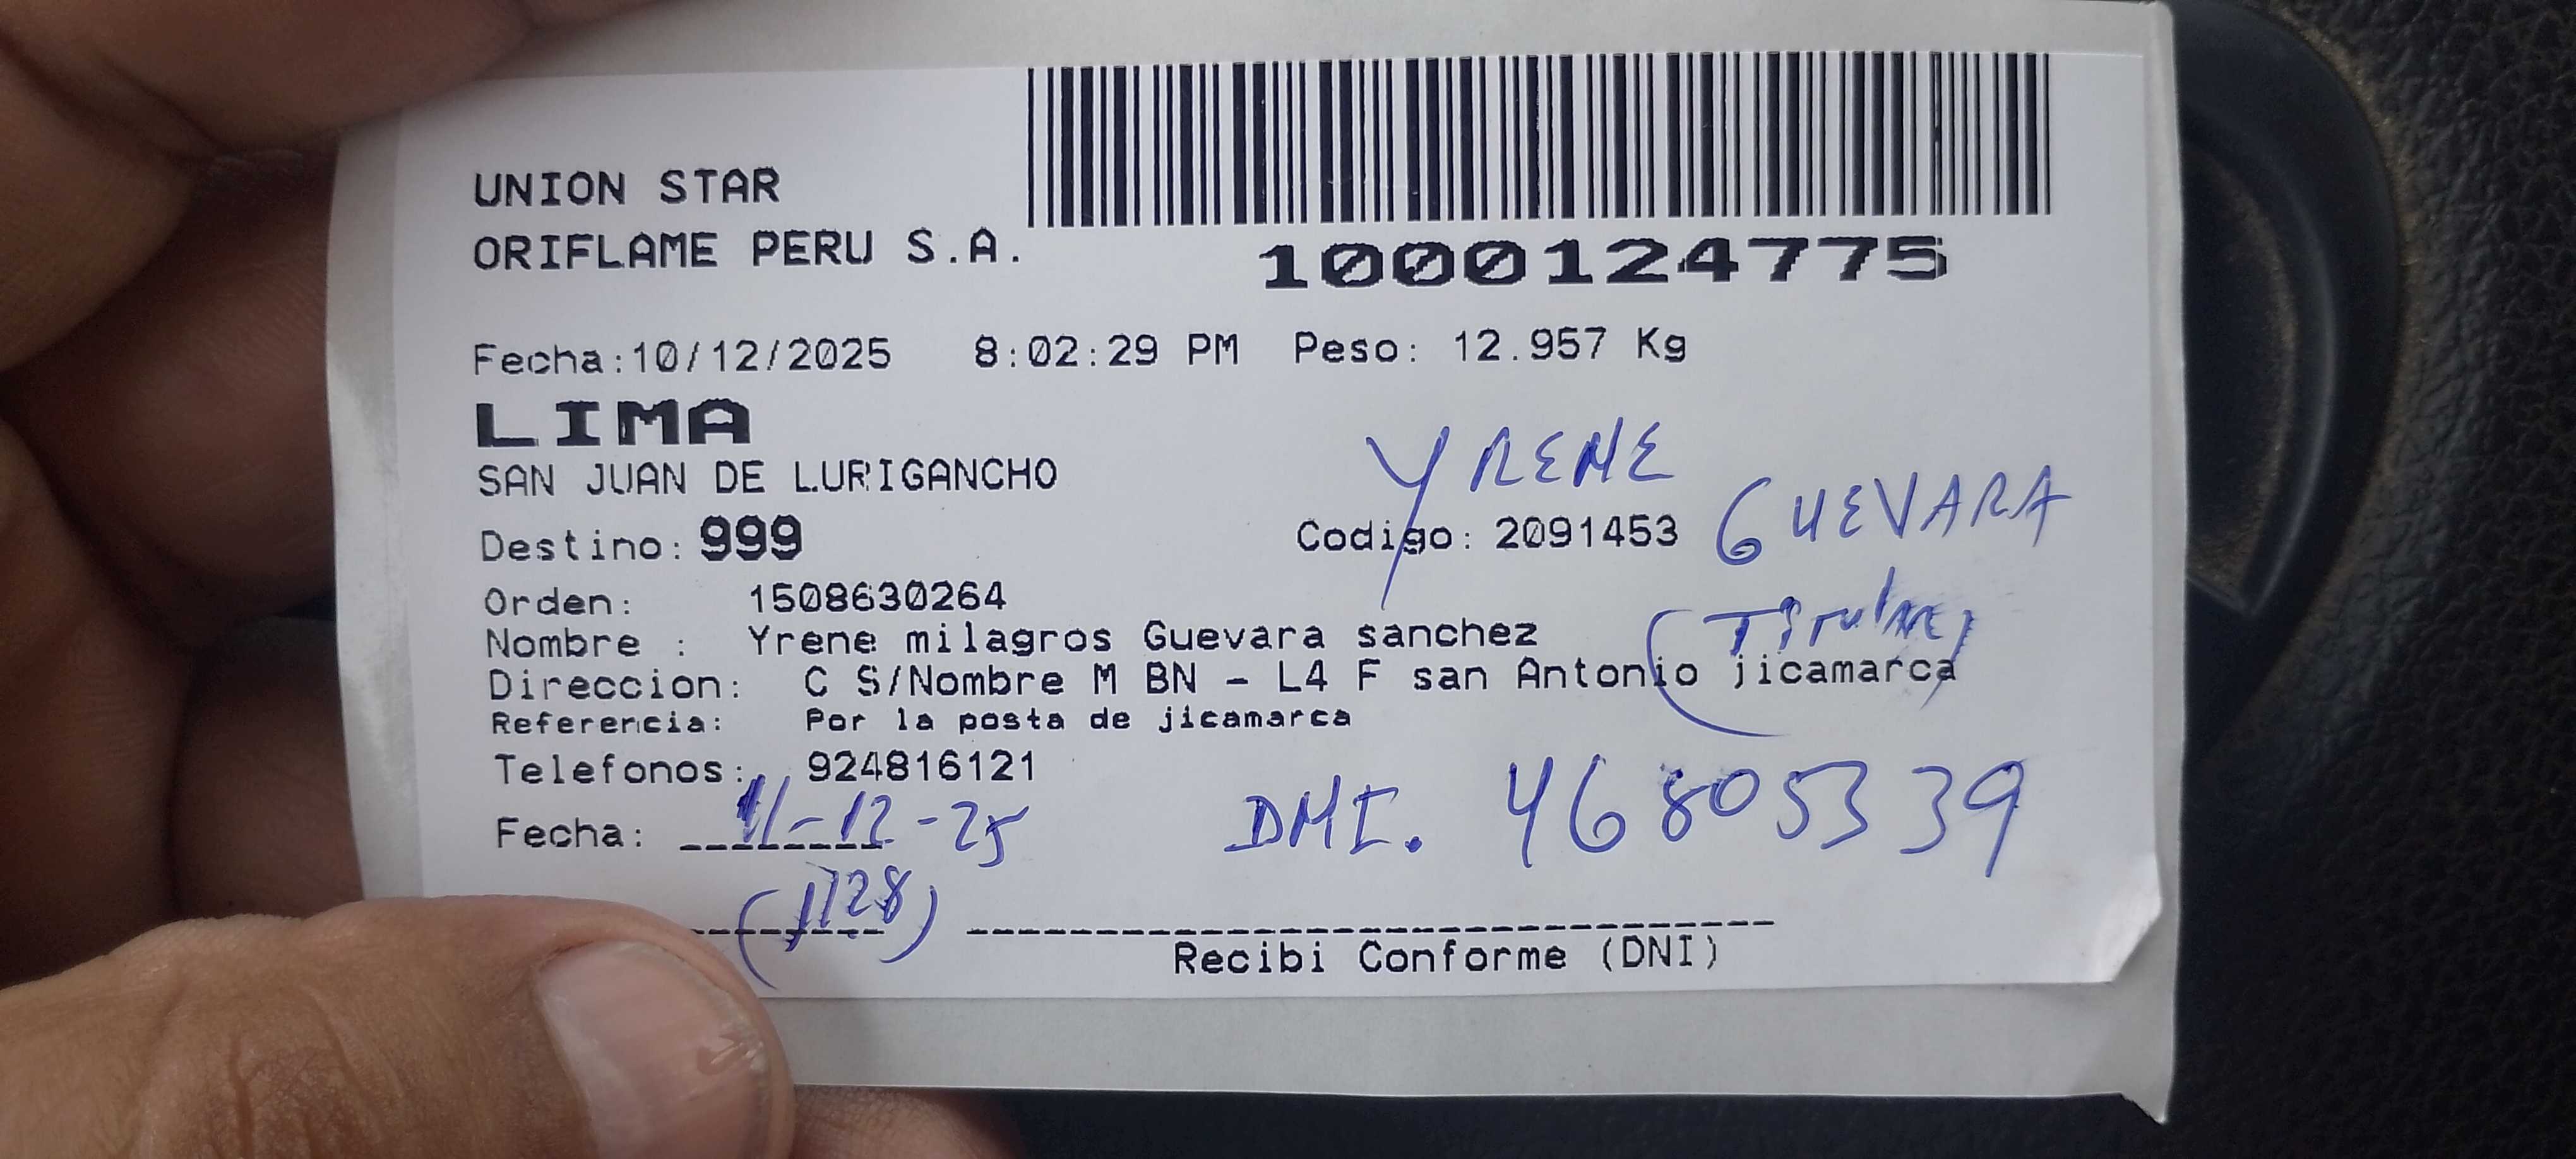 UNION STAR
ORIFLAME PERU S.A.
1000124775
Fecha:10/12/2025 8:02:29 PM Peso: 12.957 Kg
LIMA
SAN JUAN DE LURIGANCHO
YRENE
GUEVARA
Destino: 999 Codigo: 2091453
(Titular)
Orden: 1508630264
Nombre : Yrene milagros Guevara sanchez
Direccion: C S/Nombre M BN - L4 F san Antonio jicamarca
Referencia: Por la posta de jicamarca
Telefonos: 924816121
Fecha: 11-12-25 DNI. 46805339
(1128)
Recibi Conforme (DNI)